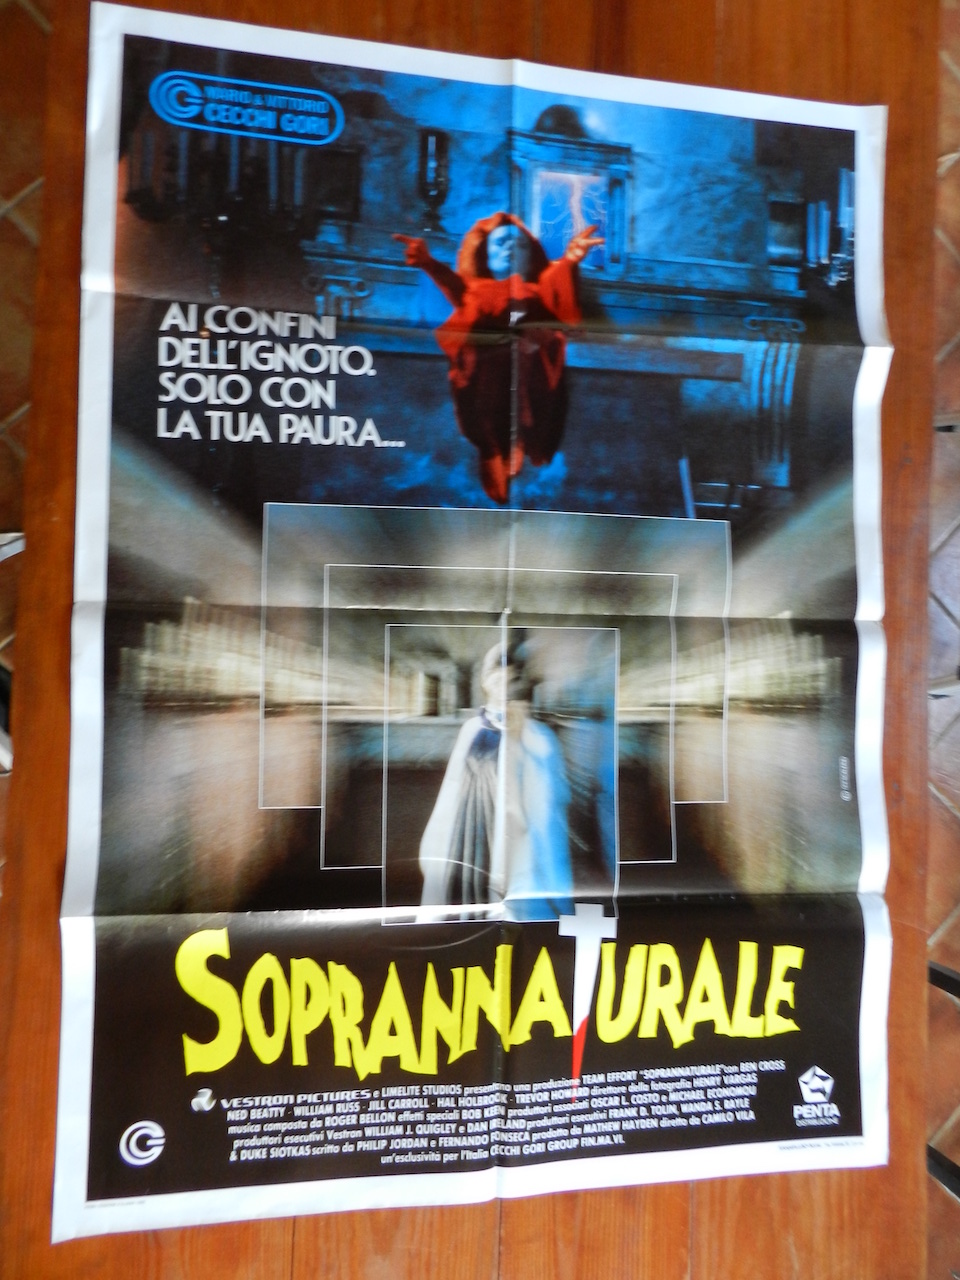 MARIO & VITTORIO
CECCHI GORI
AI CONFINI
DELL'IGNOTO.
SOLO CON
LA TUA PAURA...
SOPRANNATURALE
VESTRON PICTURES e LIMELITE STUDIOS presentano una produzione TEAM EFFORT "SOPRANNATURALE" con BEN CROSS
NED BEATTY · WILLIAM RUSS · JILL CARROLL · HAL HOLBROOK · TREVOR HOWARD direttore della fotografia HENRY VARGAS
musica composta da ROGER BELLON effetti speciali BOB KEEN produttori associati OSCAR L. COSTO e MICHAEL ECONOMOU
produttori esecutivi Vestron WILLIAM J. QUIGLEY e DAN IRELAND produttori esecutivi FRANK D. TOLIN, WANDA S. RAYLE
& DUKE SIOTKAS scritto da PHILIP JORDAN e FERNANDO FONSECA prodotto da MATHEW HAYDEN diretto da CAMILO VILA
un'esclusività per l'Italia CECCHI GORI GROUP FIN.MA.VI.
PENTA
DISTRIBUZIONE